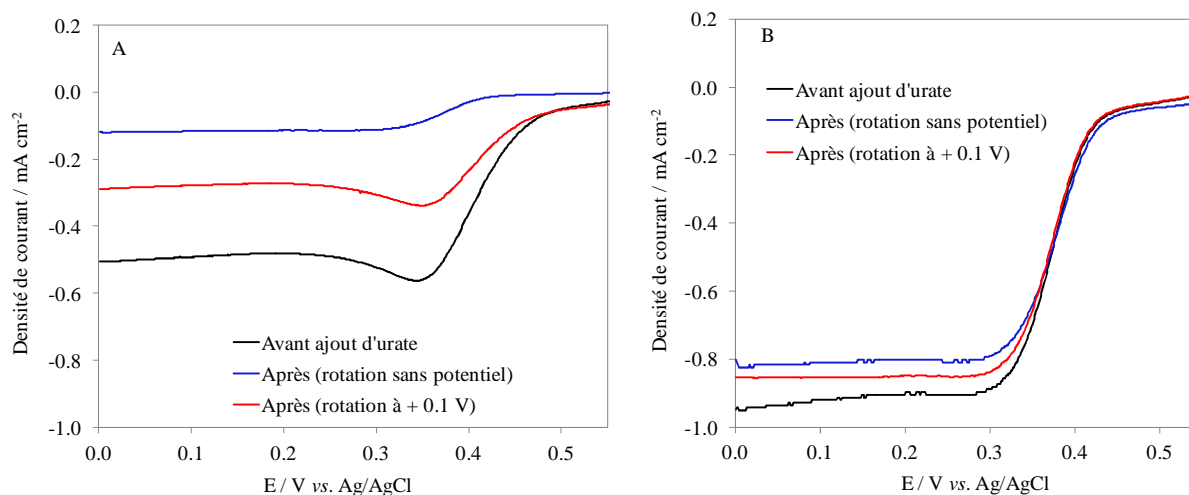 A
0.2
0.0
-0.2
-0.4
-0.6
-0.8
-1.0
Densité de courant / mA cm-2
Avant ajout d'urate
Après (rotation sans potentiel)
Après (rotation à + 0.1 V)
0.0 0.1 0.2 0.3 0.4 0.5
E / V vs. Ag/AgCl
B
0.2
0.0
-0.2
-0.4
-0.6
-0.8
-1.0
Densité de courant / mA cm-2
Avant ajout d'urate
Après (rotation sans potentiel)
Après (rotation à + 0.1 V)
0.0 0.1 0.2 0.3 0.4 0.5
E / V vs. Ag/AgCl